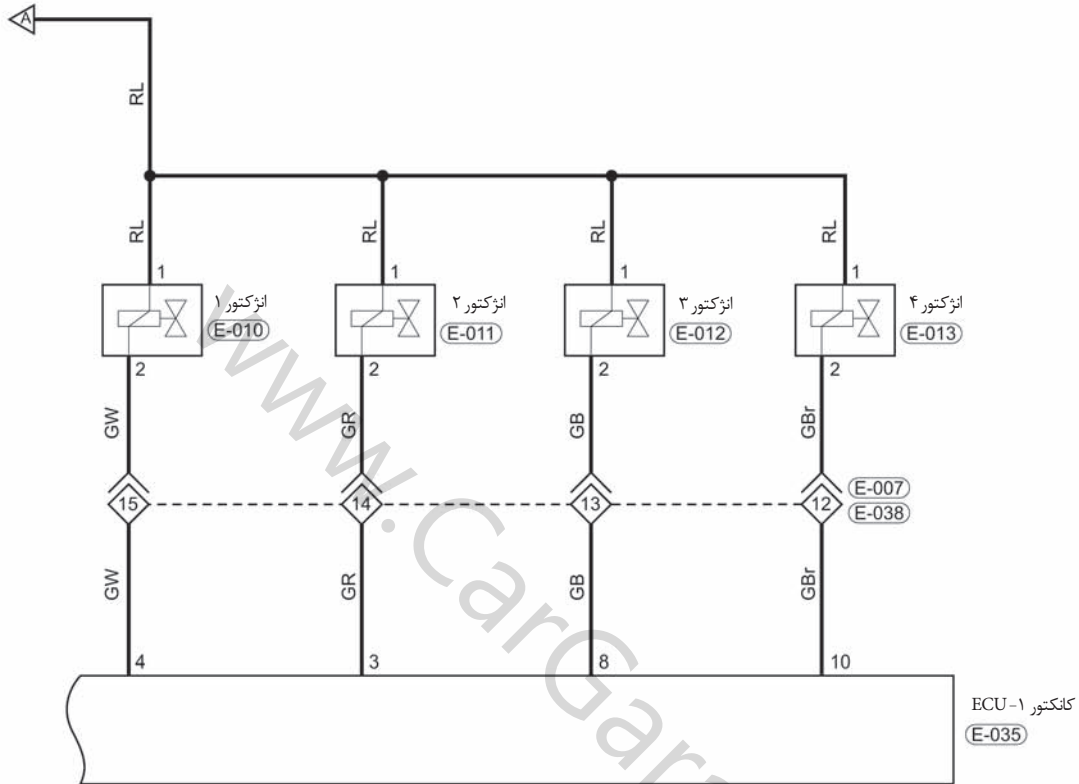 A
RL
RL RL RL RL
1 1 1 1
انژکتور ۱ انژکتور ۲ انژکتور ۳ انژکتور ۴
E-010 E-011 E-012 E-013
2 2 2 2
GW GR GB GBr
15 14 13 12
E-007
E-038
GW GR GB GBr
4 3 8 10
کانکتور ECU-۱
E-035
www.CarGara